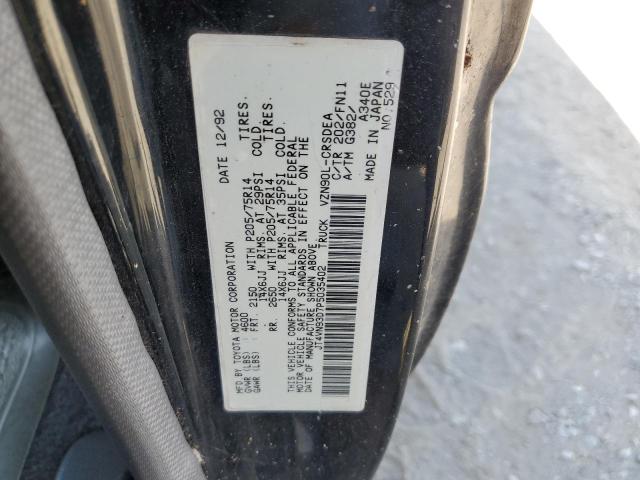 MFD BY TOYOTA MOTOR CORPORATION DATE 12/92
GVWR (LBS) : 4600
GAWR (LBS) : FRT. 2150 WITH P205/75R14 TIRES.
14X6JJ RIMS. AT 29PSI COLD.
RR. 2650 WITH P205/75R14 TIRES.
14X6JJ RIMS. AT 35PSI COLD.
THIS VEHICLE CONFORMS TO ALL APPLICABLE FEDERAL
MOTOR VEHICLE SAFETY STANDARDS IN EFFECT ON THE
DATE OF MANUFACTURE SHOWN ABOVE.
JT4VN93D7P5035402 TRUCK VZN90L-CRSDEA
C/TR 202/FN11
A/TM G382/ A340E
MADE IN JAPAN
NO.529